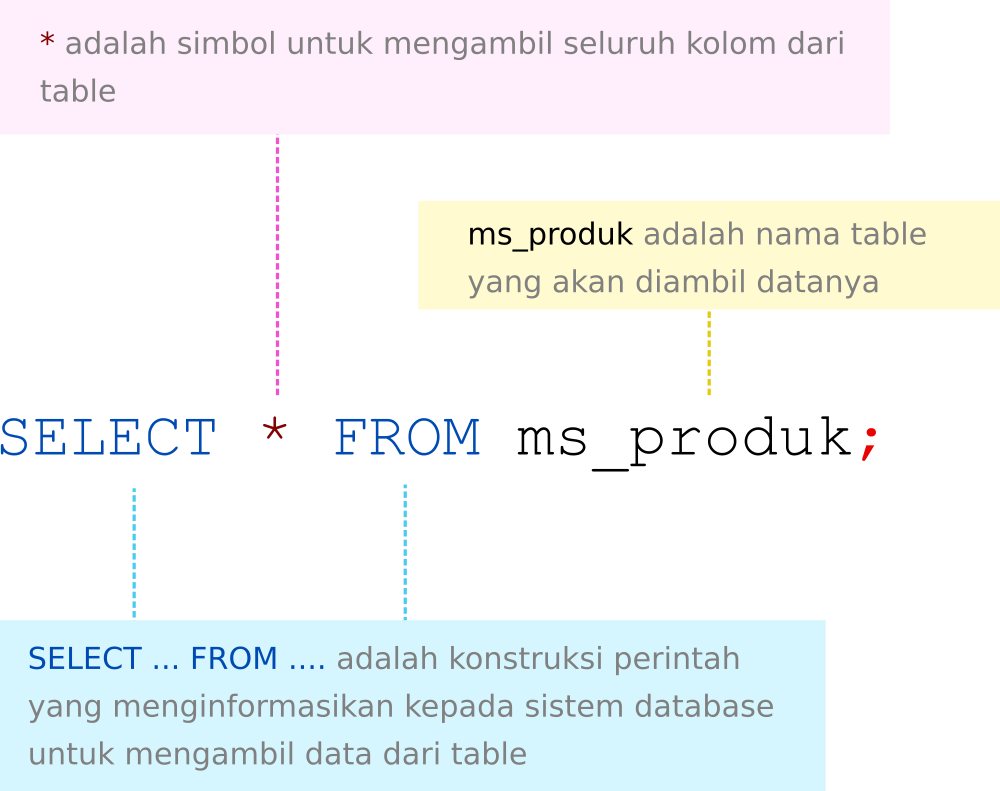 * adalah simbol untuk mengambil seluruh kolom dari
table
ms_produk adalah nama table
yang akan diambil datanya
SELECT * FROM ms_produk;
SELECT ... FROM .... adalah konstruksi perintah
yang menginformasikan kepada sistem database
untuk mengambil data dari table